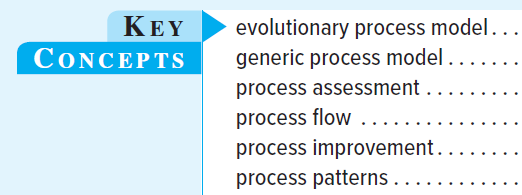 KEY
CONCEPTS
evolutionary process model . . .
generic process model . . . . . . .
process assessment . . . . . . . . .
process flow . . . . . . . . . . . . . . .
process improvement . . . . . . . .
process patterns . . . . . . . . . . . .